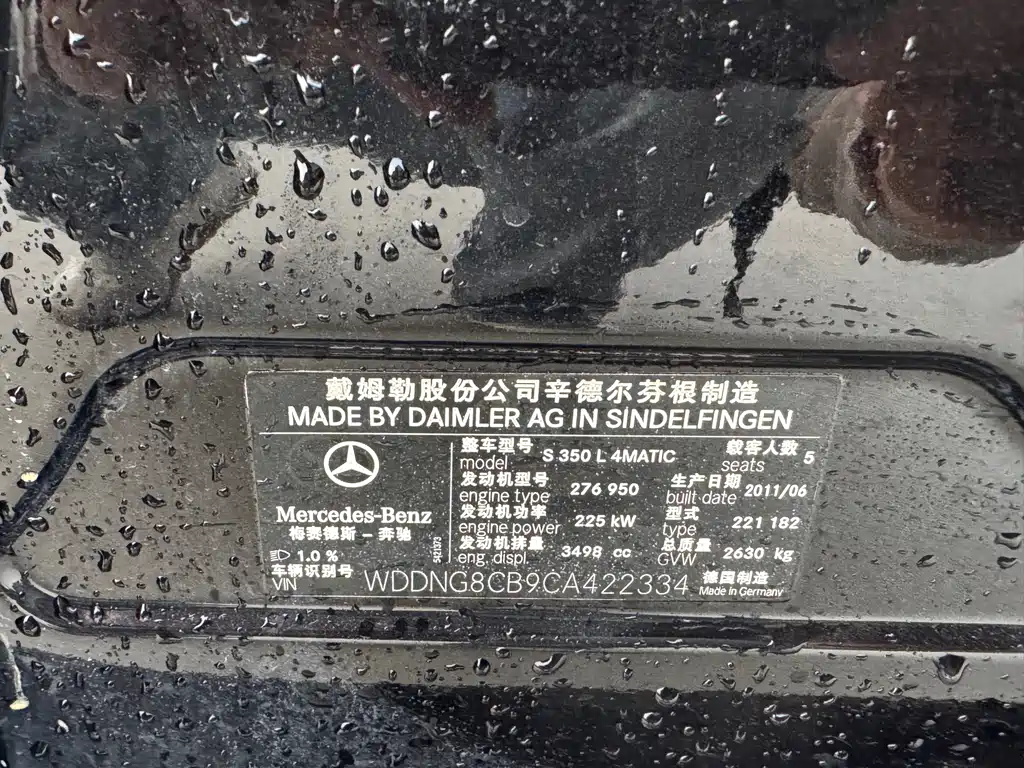 戴姆勒股份公司辛德尔芬根制造
MADE BY DAIMLER AG IN SINDELFINGEN
Mercedes-Benz
梅赛德斯－奔驰
1.0 %
整车型号 model S 350 L 4MATIC 载客人数 seats 5
发动机型号 engine type 276 950 生产日期 built date 2011/06
发动机功率 engine power 225 kW 型式 type 221 182
发动机排量 eng. displ. 3498 cc 总质量 GVW 2630 kg
车辆识别号 VIN WDDNG8CB9CA422334 德国制造 Made in Germany